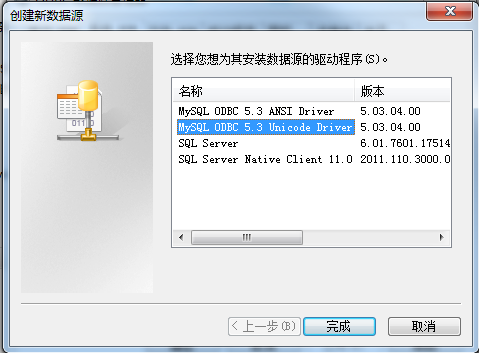 创建新数据源
选择您想为其安装数据源的驱动程序(S)。
名称 版本
MySQL ODBC 5.3 ANSI Driver 5.03.04.00
MySQL ODBC 5.3 Unicode Driver 5.03.04.00
SQL Server 6.01.7601.17514
SQL Server Native Client 11.0 2011.110.3000.0
< 上一步(B) 完成 取消